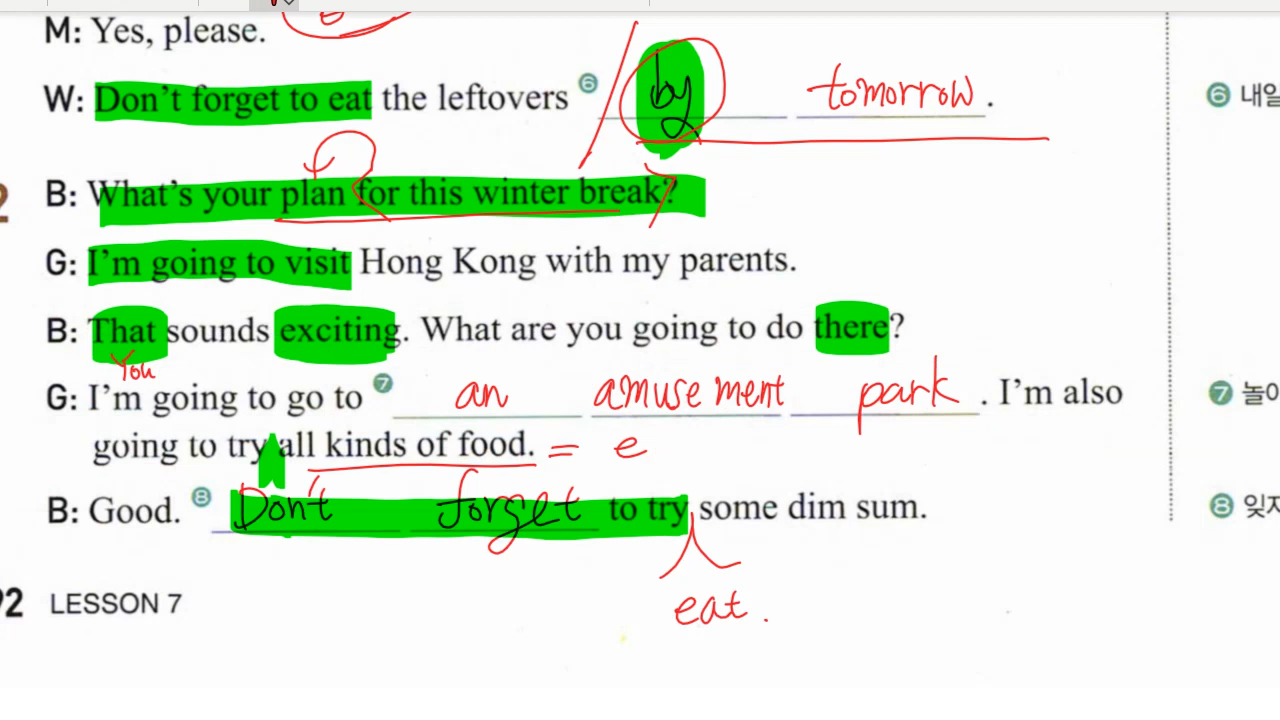 M: Yes, please.
W: Don't forget to eat the leftovers ⑥ by tomorrow.
⑥ 내일
B: What's your plan for this winter break?
G: I'm going to visit Hong Kong with my parents.
B: That sounds exciting. What are you going to do there?
You
G: I'm going to go to ⑦ an amusement park. I'm also
⑦ 놀이
going to try all kinds of food. = e
B: Good. ⑧ Don't forget to try some dim sum.
⑧ 잊지
eat.
92 LESSON 7